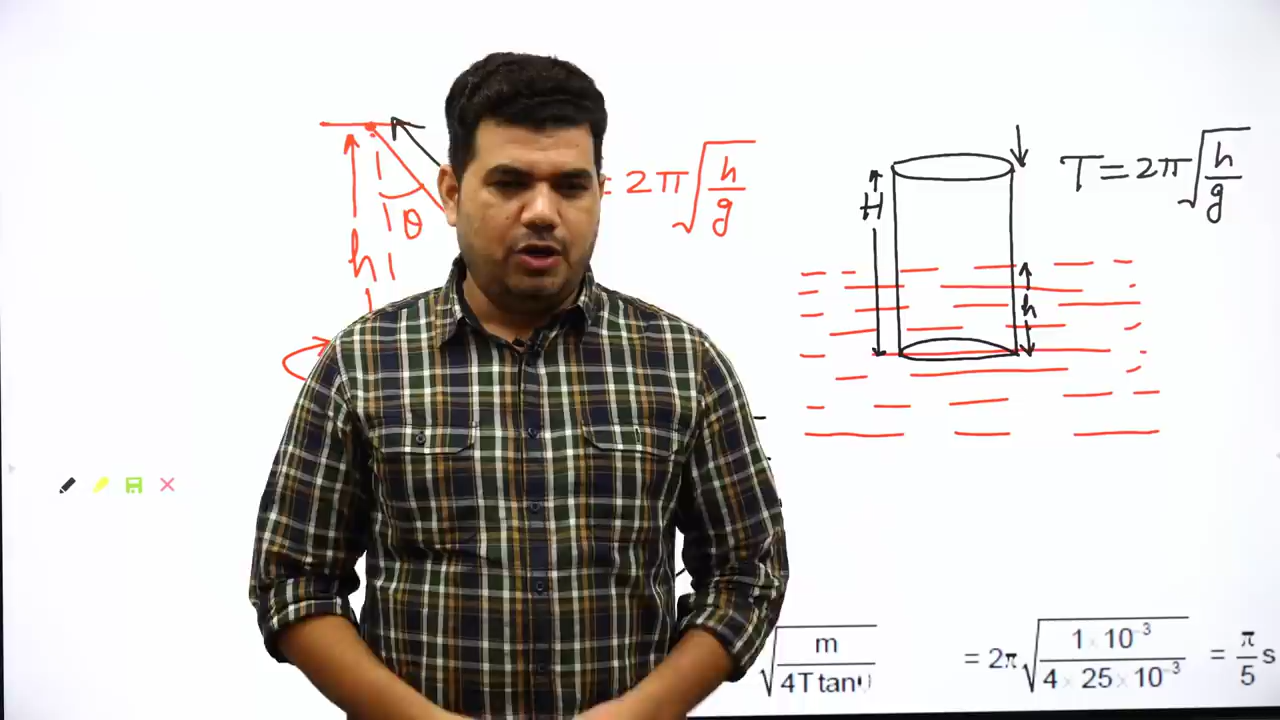 = 2π√(h/g)
θ
h
T = 2π√(h/g)
H
h
√(m/(4T tanθ)) = 2π√((1 × 10⁻³)/(4 × 25 × 10⁻³)) = π/5 s